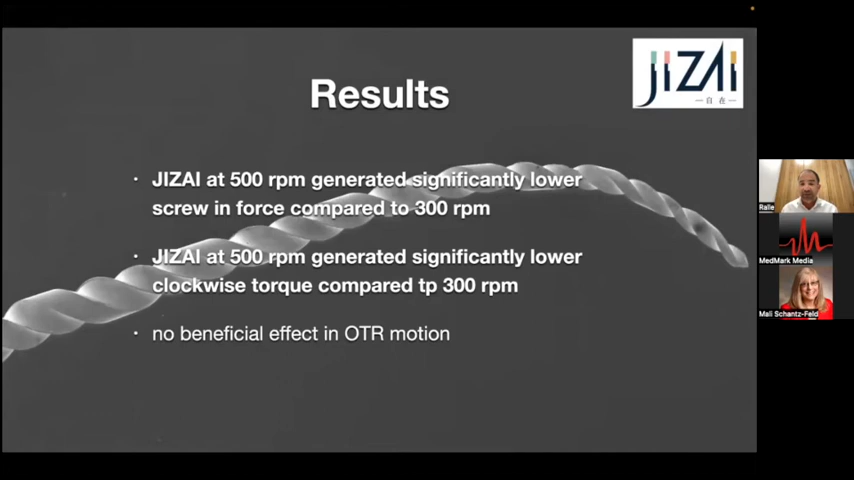 Results
JIZAI
—自在—
· JIZAI at 500 rpm generated significantly lower
screw in force compared to 300 rpm
· JIZAI at 500 rpm generated significantly lower
clockwise torque compared tp 300 rpm
· no beneficial effect in OTR motion
Ralle
MedMark Media
Mali Schantz-Feld